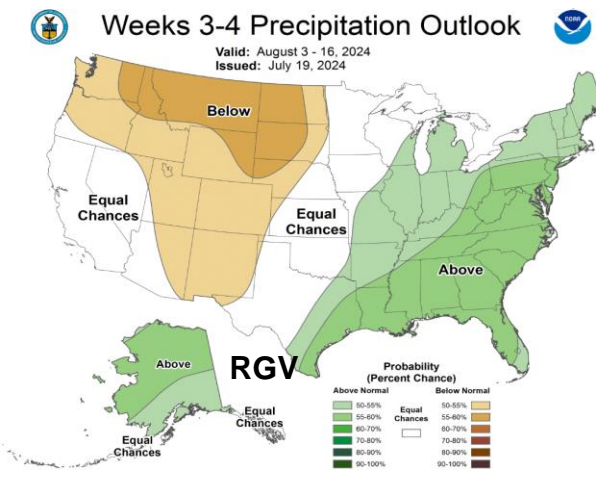 Weeks 3-4 Precipitation Outlook
Valid: August 3 - 16, 2024
Issued: July 19, 2024
NOAA
Below
Equal
Chances
Equal
Chances
Above
Above
RGV
Equal
Chances
Equal
Chances
Probability
(Percent Chance)
Above Normal
Equal
Chances
Below Normal
50-55%
55-60%
60-70%
70-80%
80-90%
90-100%
50-55%
55-60%
60-70%
70-80%
80-90%
90-100%